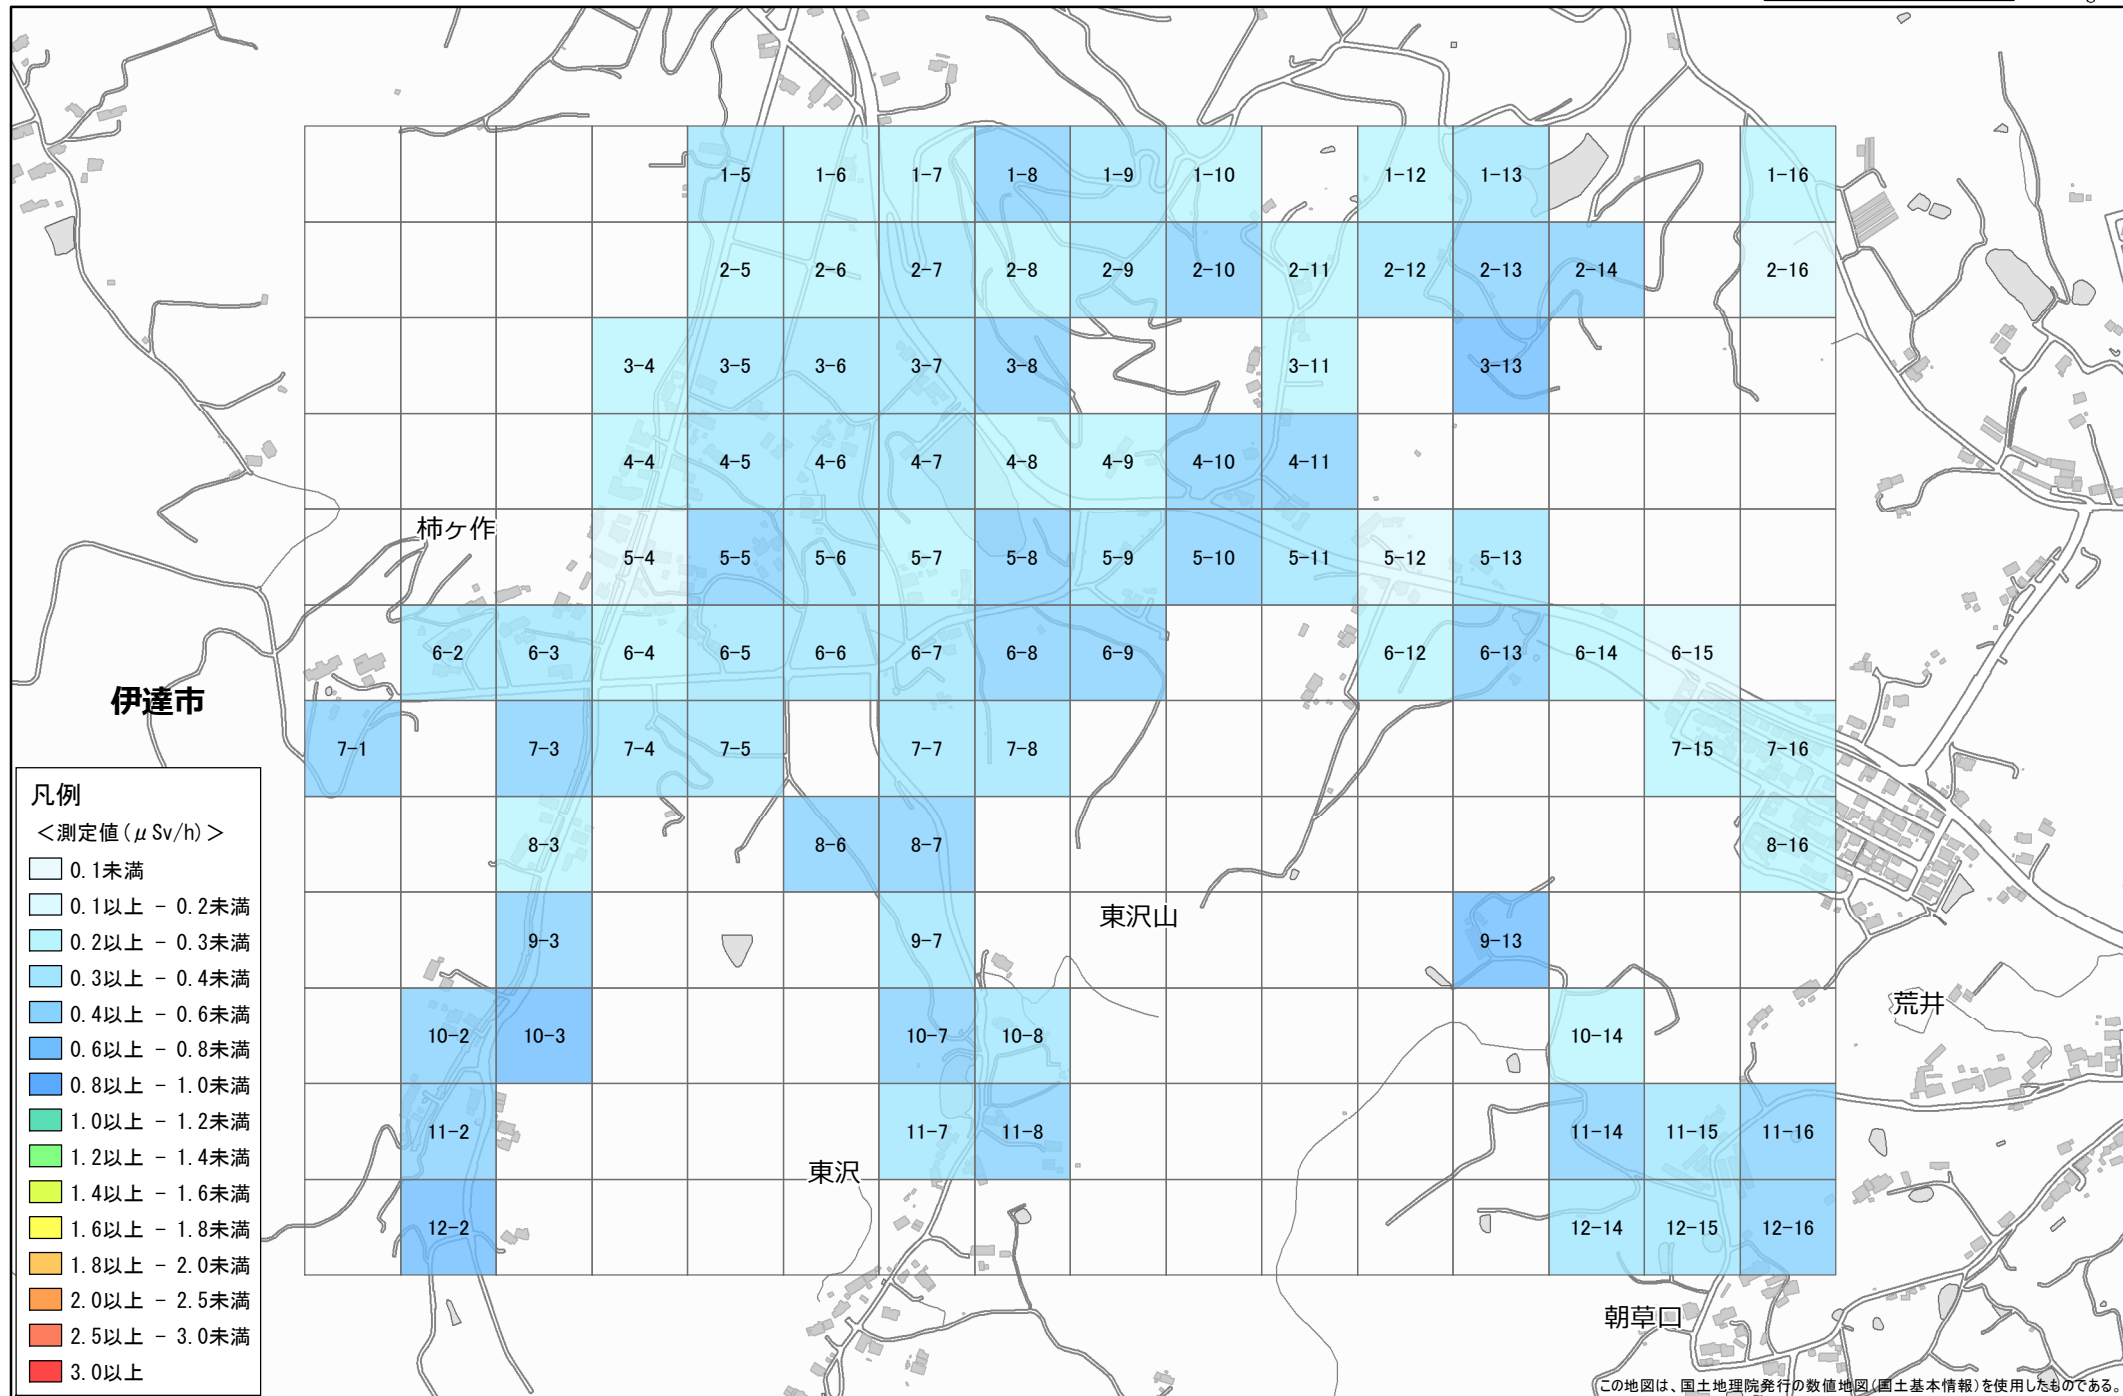 1-5 1-6 1-7 1-8 1-9 1-10 1-12 1-13 1-16
2-5 2-6 2-7 2-8 2-9 2-10 2-11 2-12 2-13 2-14 2-16
3-4 3-5 3-6 3-7 3-8 3-11 3-13
4-4 4-5 4-6 4-7 4-8 4-9 4-10 4-11
柿ヶ作
5-4 5-5 5-6 5-7 5-8 5-9 5-10 5-11 5-12 5-13
6-2 6-3 6-4 6-5 6-6 6-7 6-8 6-9 6-12 6-13 6-14 6-15
伊達市
7-1 7-3 7-4 7-5 7-7 7-8 7-15 7-16
8-3 8-6 8-7 8-16
東沢山
9-3 9-7 9-13
荒井
10-2 10-3 10-7 10-8 10-14
11-2 11-7 11-8 11-14 11-15 11-16
東沢
12-2 12-14 12-15 12-16
朝草口
凡例
＜測定値(μSv/h)＞
0.1未満
0.1以上 - 0.2未満
0.2以上 - 0.3未満
0.3以上 - 0.4未満
0.4以上 - 0.6未満
0.6以上 - 0.8未満
0.8以上 - 1.0未満
1.0以上 - 1.2未満
1.2以上 - 1.4未満
1.4以上 - 1.6未満
1.6以上 - 1.8未満
1.8以上 - 2.0未満
2.0以上 - 2.5未満
2.5以上 - 3.0未満
3.0以上
この地図は、国土地理院発行の数値地図(国土基本情報)を使用したものである。